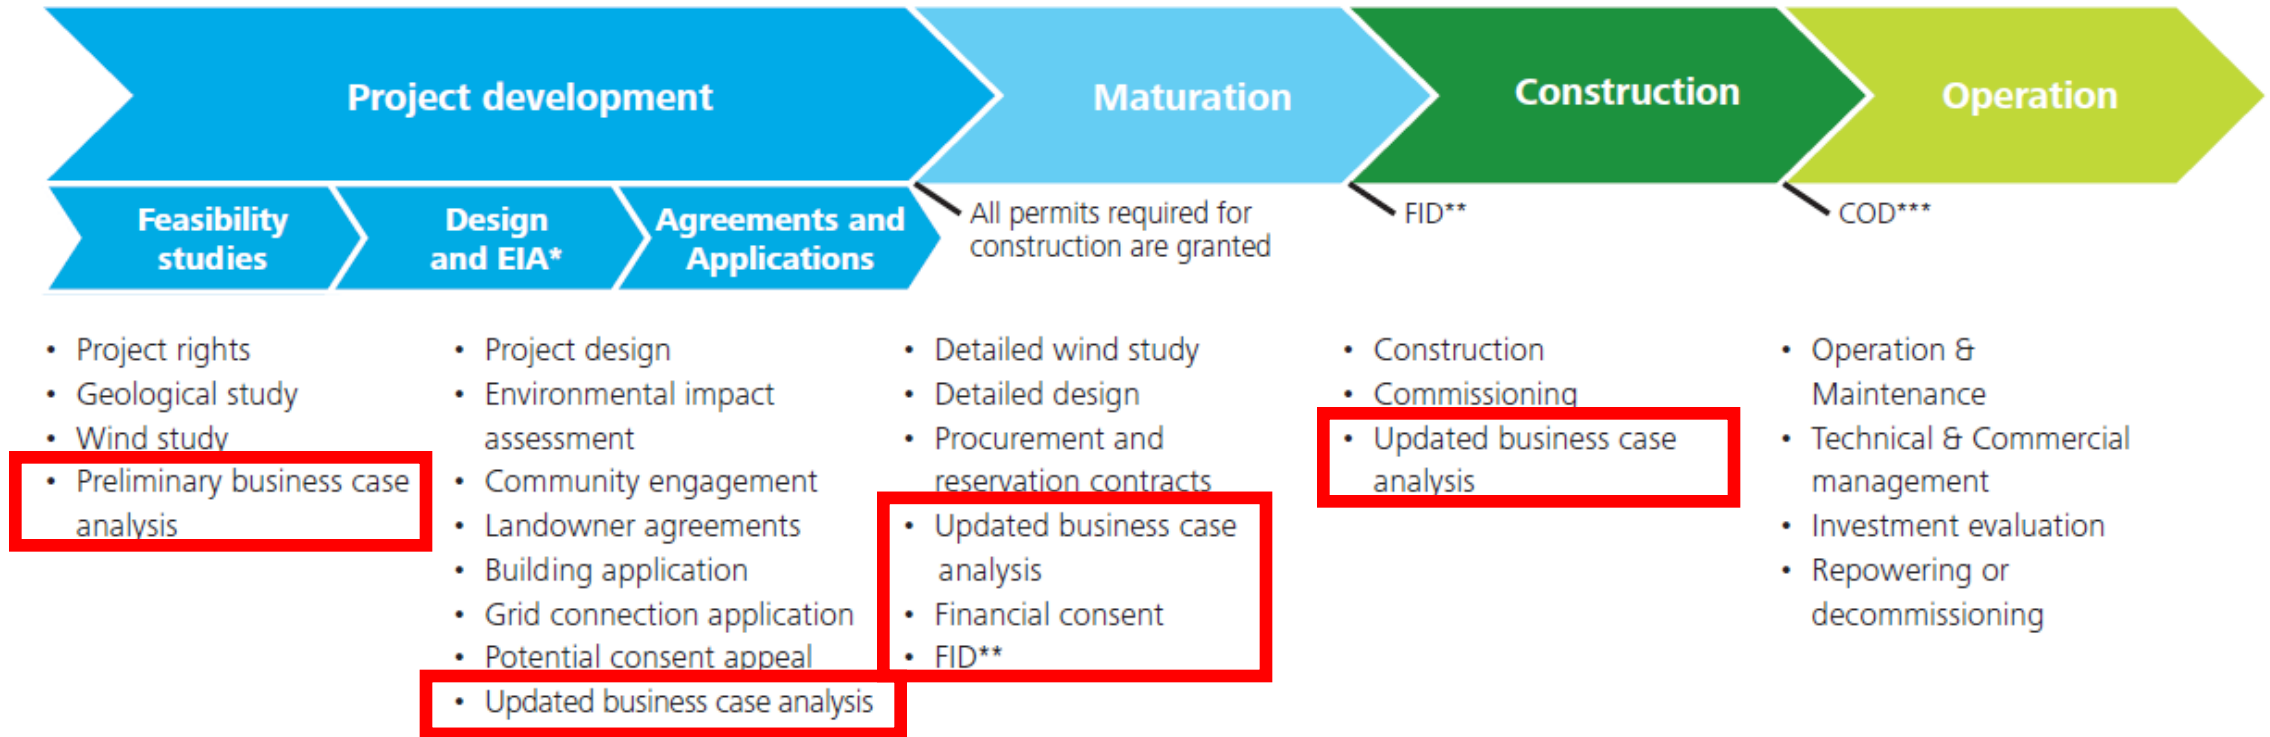 Project development
Maturation
Construction
Operation
Feasibility
studies
Design
and EIA*
Agreements and
Applications
All permits required for
construction are granted
FID**
COD***
• Project rights
• Geological study
• Wind study
• Preliminary business case
analysis
• Project design
• Environmental impact
assessment
• Community engagement
• Landowner agreements
• Building application
• Grid connection application
• Potential consent appeal
• Updated business case analysis
• Detailed wind study
• Detailed design
• Procurement and
reservation contracts
• Updated business case
analysis
• Financial consent
• FID**
• Construction
• Commissioning
• Updated business case
analysis
• Operation &
Maintenance
• Technical & Commercial
management
• Investment evaluation
• Repowering or
decommissioning